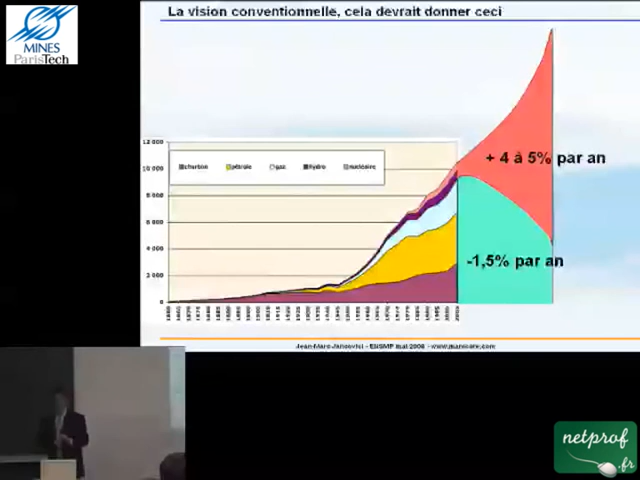 La vision conventionnelle, cela devrait donner ceci
MINES
ParisTech
12 000
10 000
8 000
6 000
4 000
2 000
0
charbon pétrole gaz hydro nucléaire
+ 4 à 5% par an
-1,5% par an
Jean-Marc Jancovici - ENSMP mai 2008 - www.manicore.com
netprof
.fr